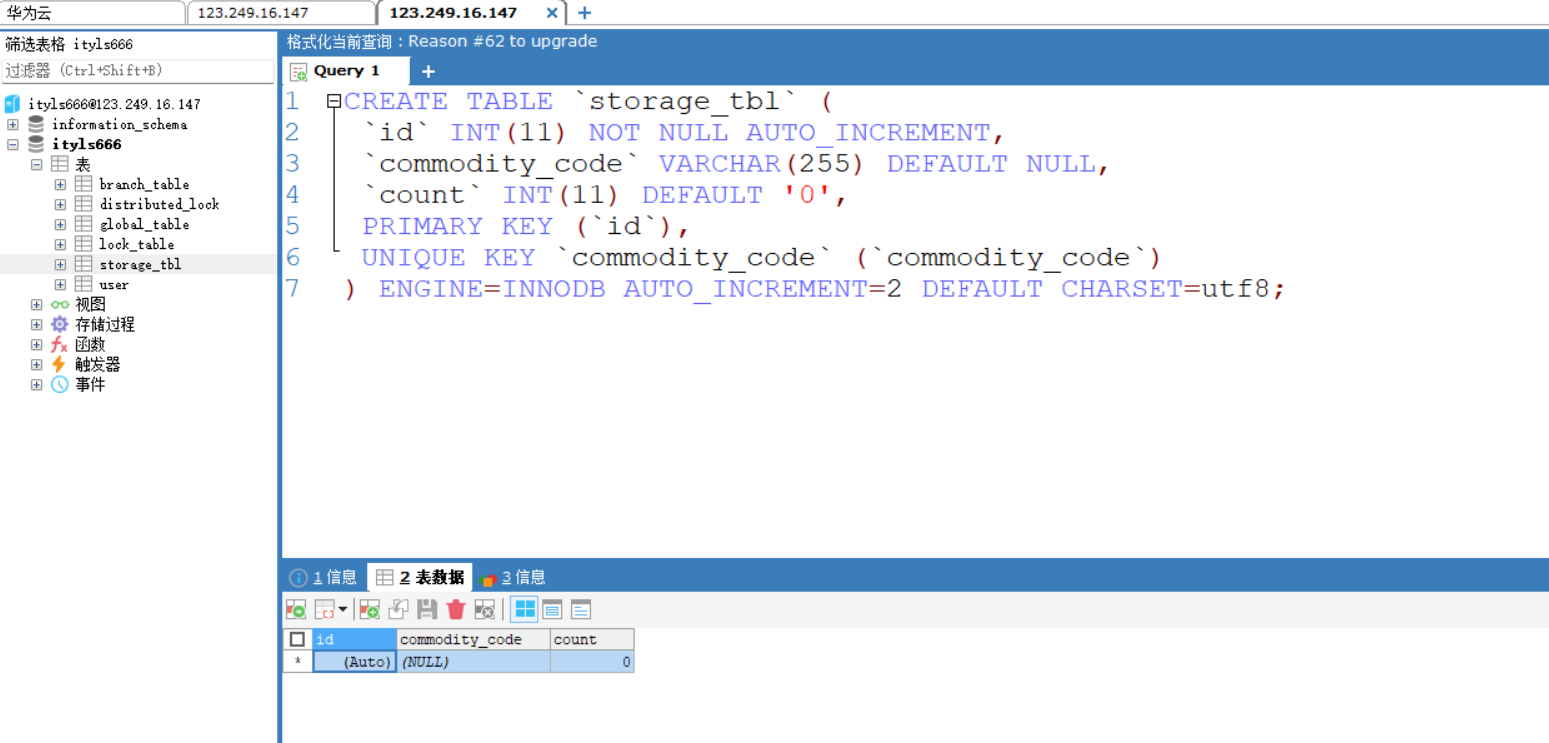 华为云
123.249.16.147
123.249.16.147
筛选表格 ityls666
过滤器 (Ctrl+Shift+B)
ityls666@123.249.16.147
information_schema
ityls666
表
branch_table
distributed_lock
global_table
lock_table
storage_tbl
user
视图
存储过程
函数
触发器
事件
格式化当前查询 : Reason #62 to upgrade
Query 1
1 CREATE TABLE `storage_tbl` (
2 `id` INT(11) NOT NULL AUTO_INCREMENT,
3 `commodity_code` VARCHAR(255) DEFAULT NULL,
4 `count` INT(11) DEFAULT '0',
5 PRIMARY KEY (`id`),
6 UNIQUE KEY `commodity_code` (`commodity_code`)
7 ) ENGINE=INNODB AUTO_INCREMENT=2 DEFAULT CHARSET=utf8;
1 信息 2 表数据 3 信息
id commodity_code count
* (Auto) (NULL) 0